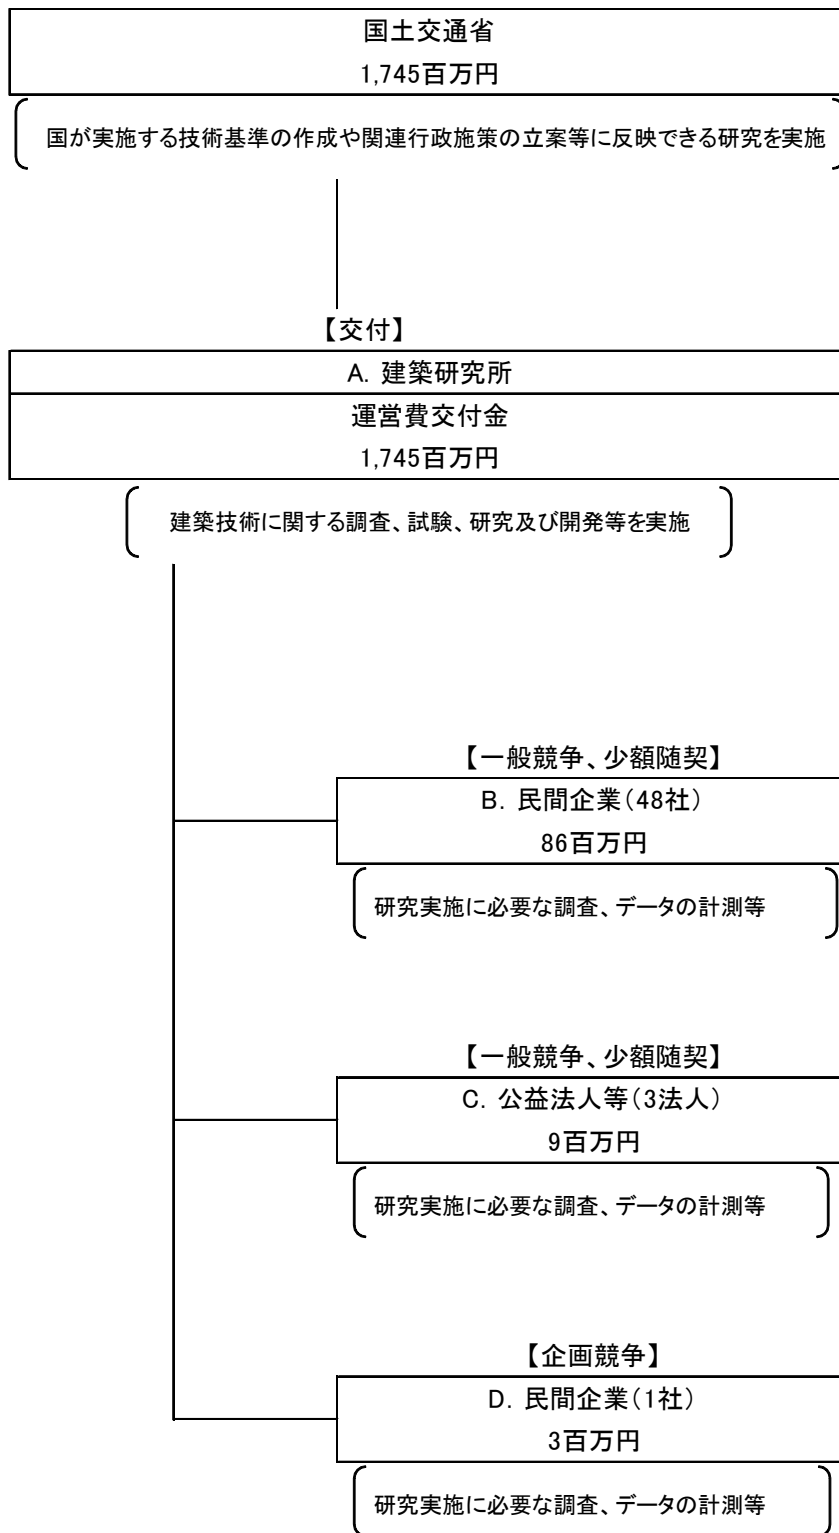 国土交通省
1,745百万円
国が実施する技術基準の作成や関連行政施策の立案等に反映できる研究を実施
【交付】
A. 建築研究所
運営費交付金
1,745百万円
建築技術に関する調査、試験、研究及び開発等を実施
【一般競争、少額随契】
B. 民間企業(48社)
86百万円
研究実施に必要な調査、データの計測等
【一般競争、少額随契】
C. 公益法人等(3法人)
9百万円
研究実施に必要な調査、データの計測等
【企画競争】
D. 民間企業(1社)
3百万円
研究実施に必要な調査、データの計測等